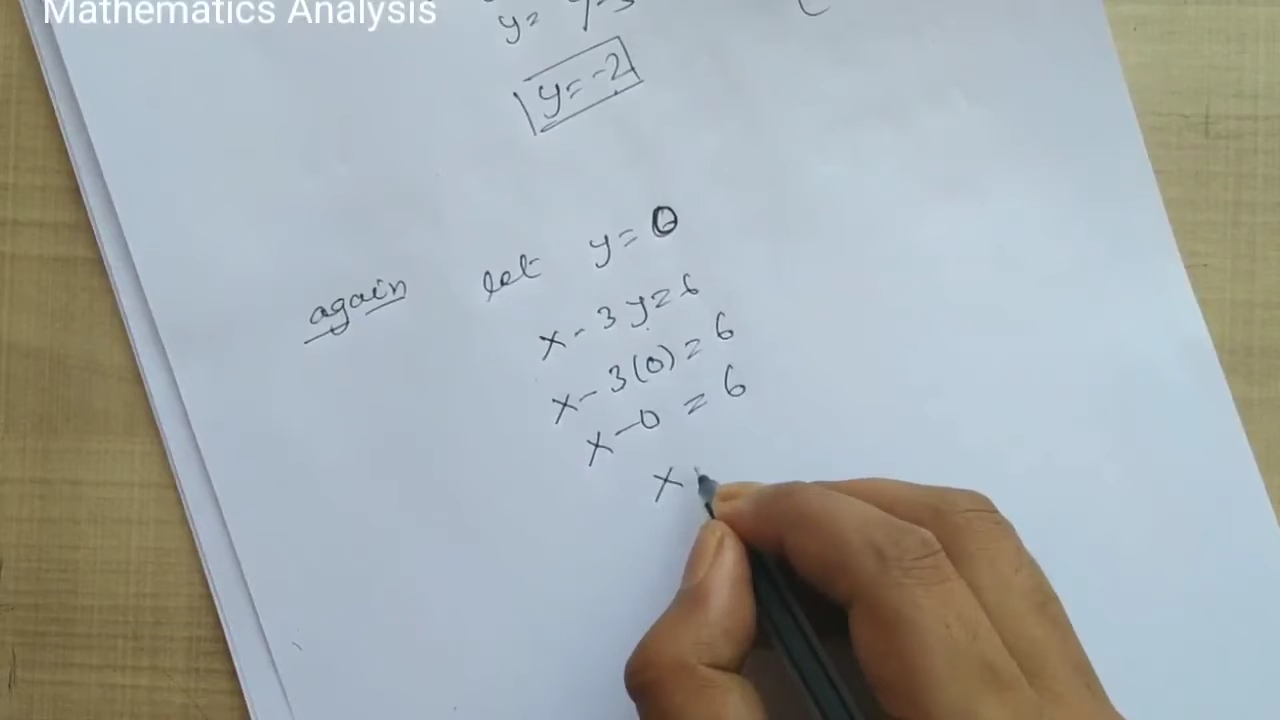 Mathematics Analysis
y=
y=-2
again let y=0
x-3y=6
x-3(0)=6
x-0=6
x